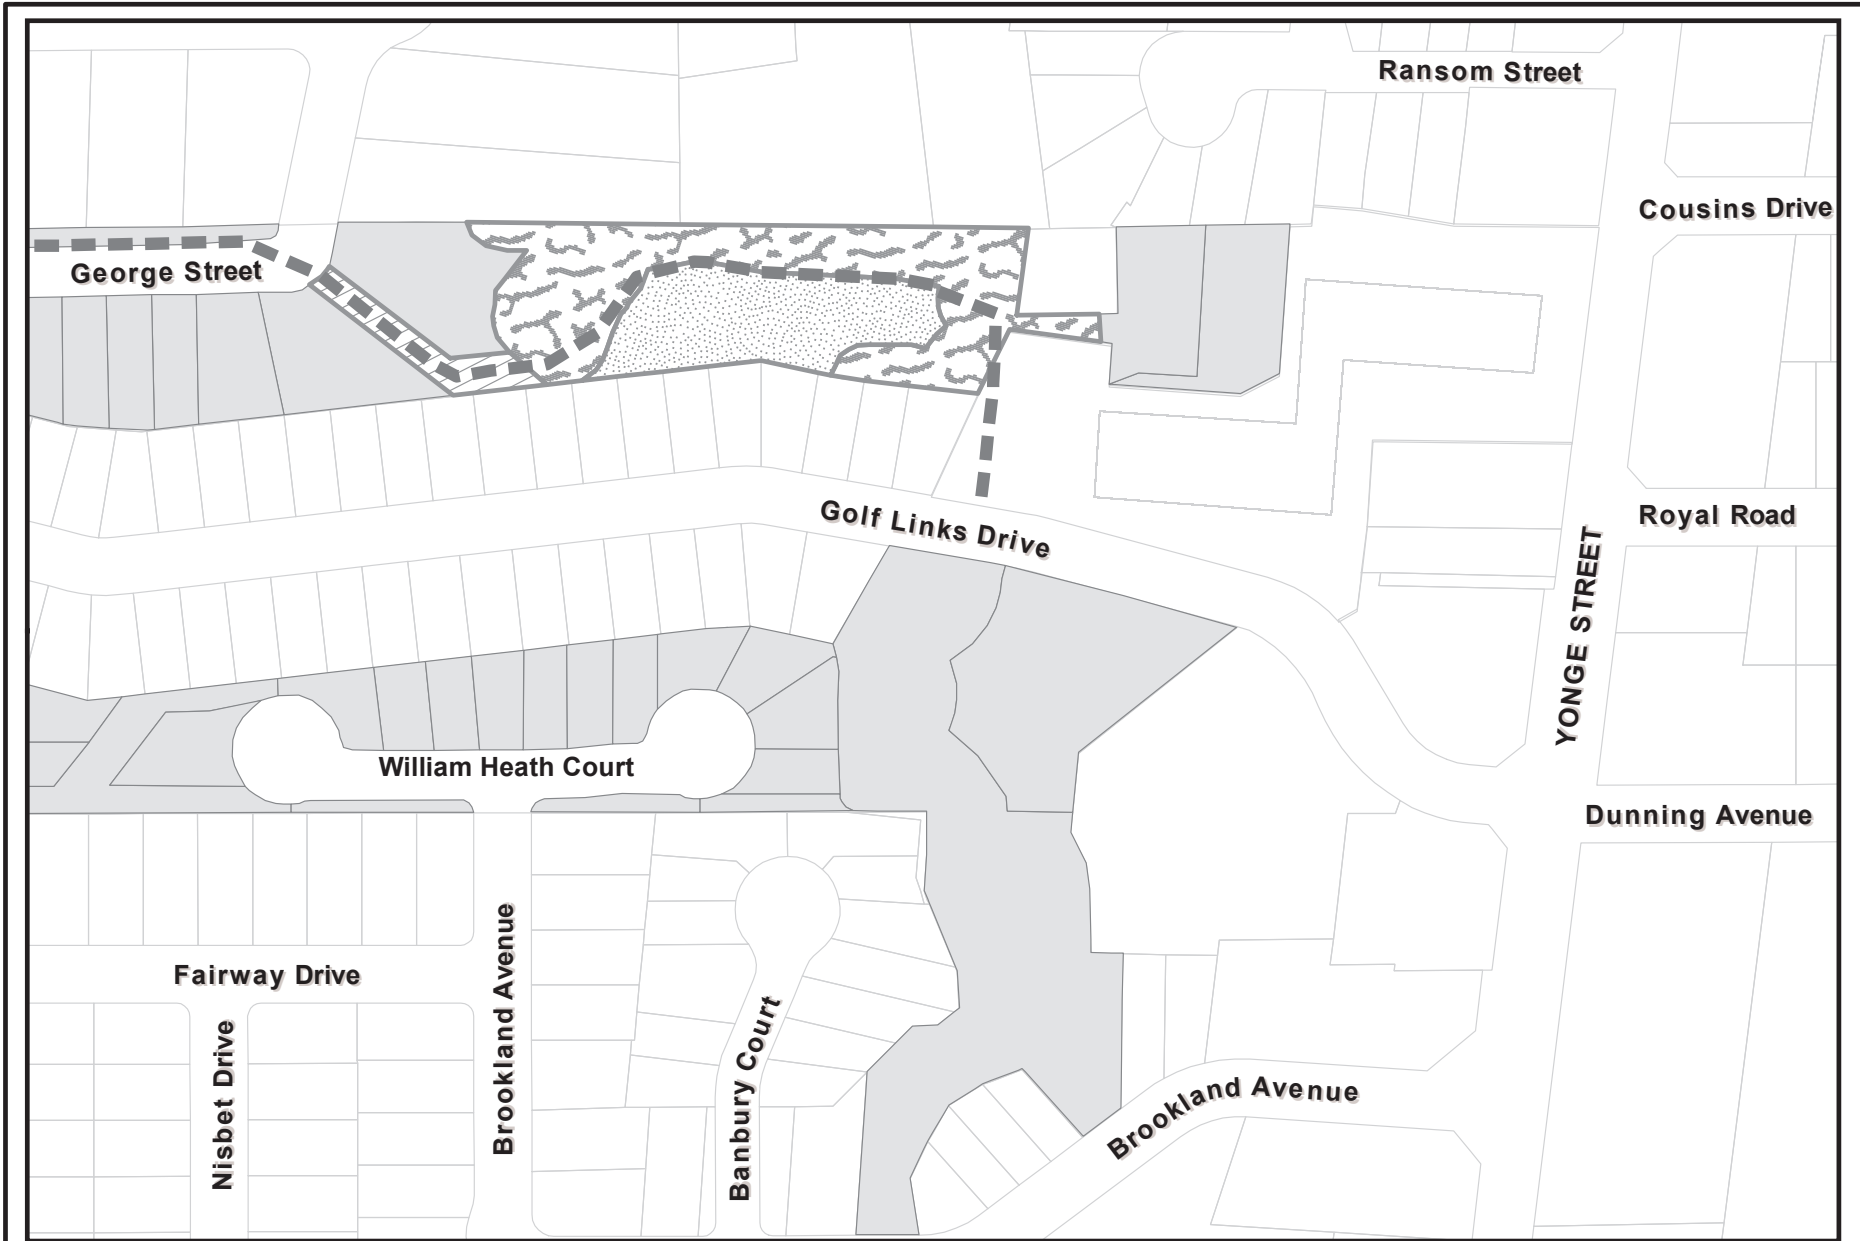 Ransom Street
Cousins Drive
George Street
Golf Links Drive
Royal Road
YONGE STREET
William Heath Court
Dunning Avenue
Fairway Drive
Brookland Avenue
Nisbet Drive
Banbury Court
Brookland Avenue